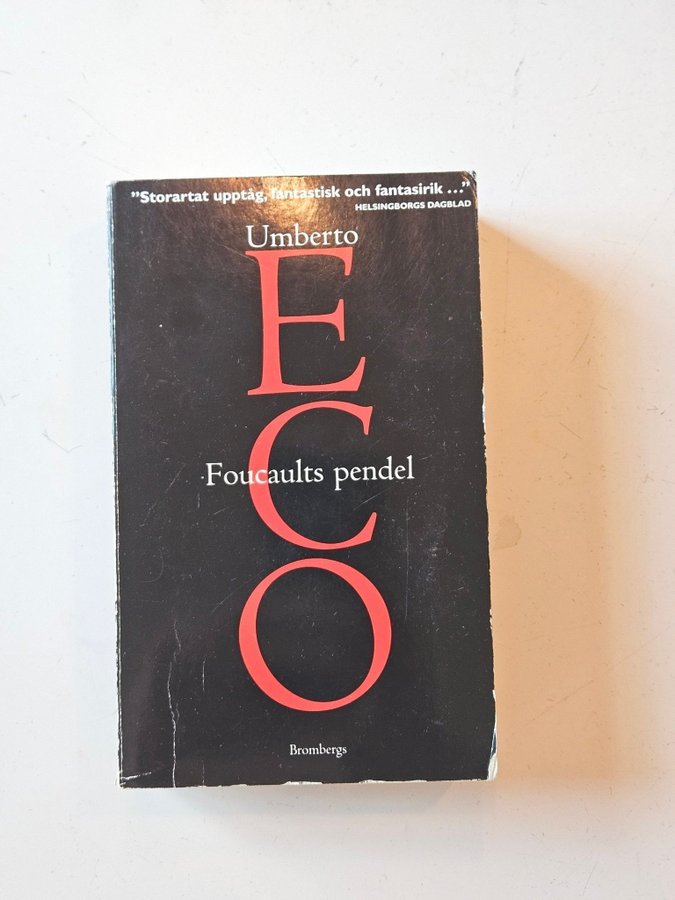 ”Storartat upptåg, fantastisk och fantasirik ...”
HELSINGBORGS DAGBLAD
Umberto
ECO
Foucaults pendel
Brombergs